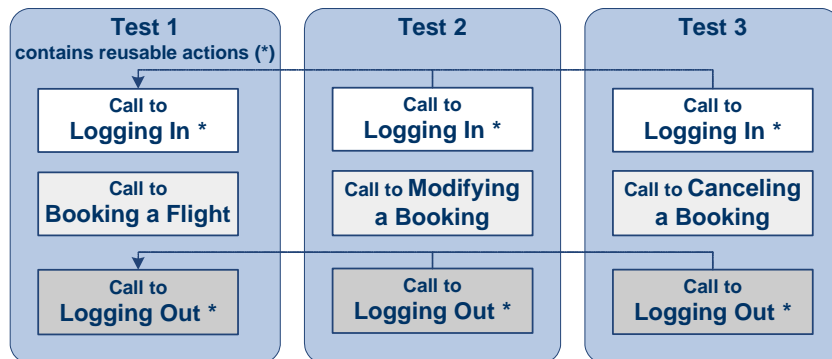 Test 1
contains reusable actions (*)
Call to
Logging In *
Call to
Booking a Flight
Call to
Logging Out *
Test 2
Call to
Logging In *
Call to Modifying
a Booking
Call to
Logging Out *
Test 3
Call to
Logging In *
Call to Canceling
a Booking
Call to
Logging Out *